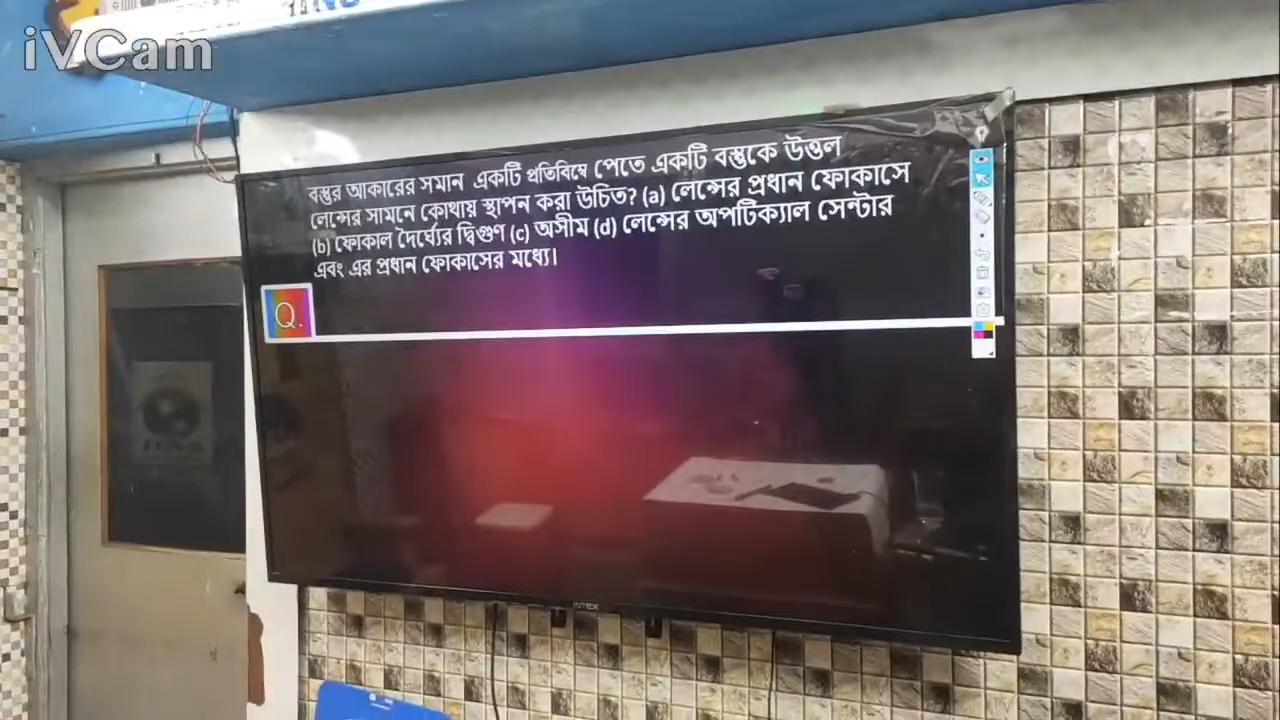 iVCam
বস্তুর আকারের সমান একটি প্রতিবিম্বে পেতে একটি বস্তুকে উত্তল
লেন্সের সামনে কোথায় স্থাপন করা উচিত? (a) লেন্সের প্রধান ফোকাসে
(b) ফোকাল দৈর্ঘ্যের দ্বিগুণ (c) অসীম (d) লেন্সের অপটিক্যাল সেন্টার
এবং এর প্রধান ফোকাসের মধ্যে।
Q.
INTEX